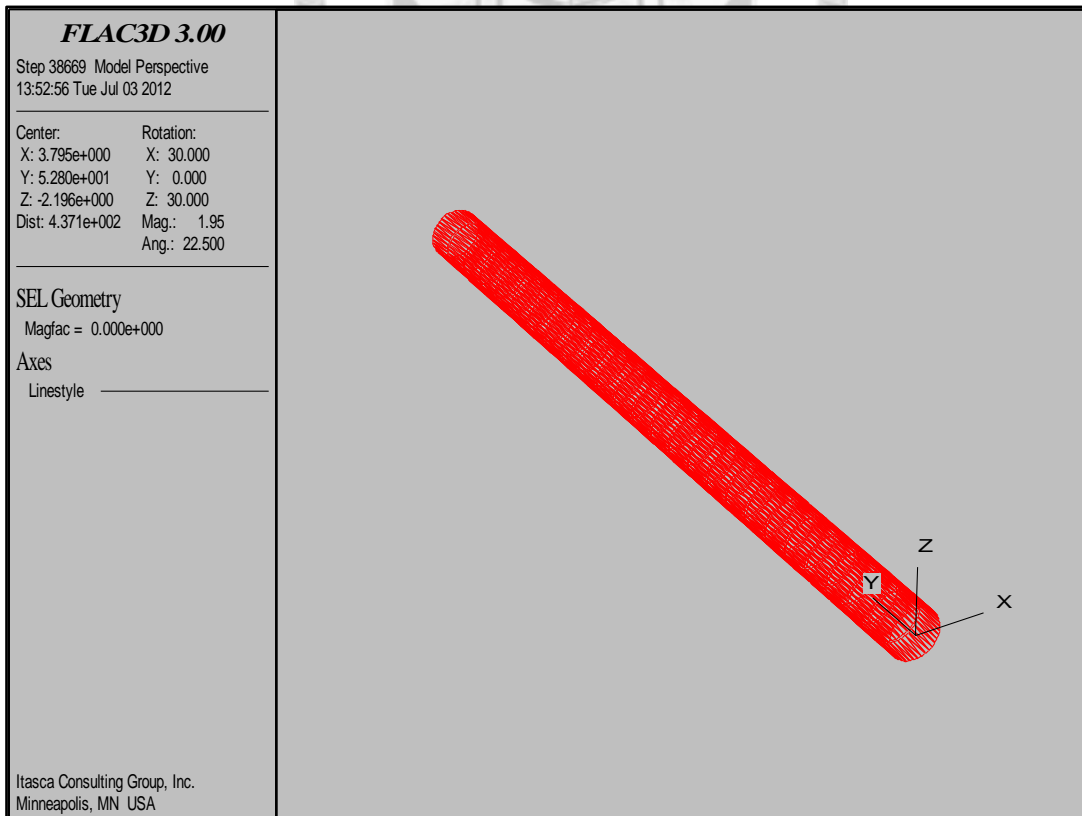 FLAC3D 3.00
Step 38669 Model Perspective
13:52:56 Tue Jul 03 2012
Center: Rotation:
X: 3.795e+000 X: 30.000
Y: 5.280e+001 Y: 0.000
Z: -2.196e+000 Z: 30.000
Dist: 4.371e+002 Mag.: 1.95
Ang.: 22.500
SEL Geometry
Magfac = 0.000e+000
Axes
Linestyle
Z
Y
X
Itasca Consulting Group, Inc.
Minneapolis, MN USA